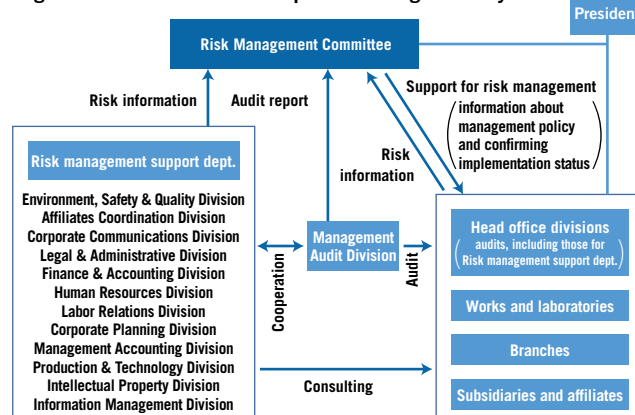 President
Risk Management Committee
Risk information
Audit report
Support for risk management
(information about
management policy
and confirming
implementation status)
Risk
information
Risk management support dept.
Environment, Safety & Quality Division
Affiliates Coordination Division
Corporate Communications Division
Legal & Administrative Division
Finance & Accounting Division
Human Resources Division
Labor Relations Division
Corporate Planning Division
Management Accounting Division
Production & Technology Division
Intellectual Property Division
Information Management Division
Cooperation
Management
Audit Division
Audit
Consulting
Head office divisions
(audits, including those for
Risk management support dept.)
Works and laboratories
Branches
Subsidiaries and affiliates